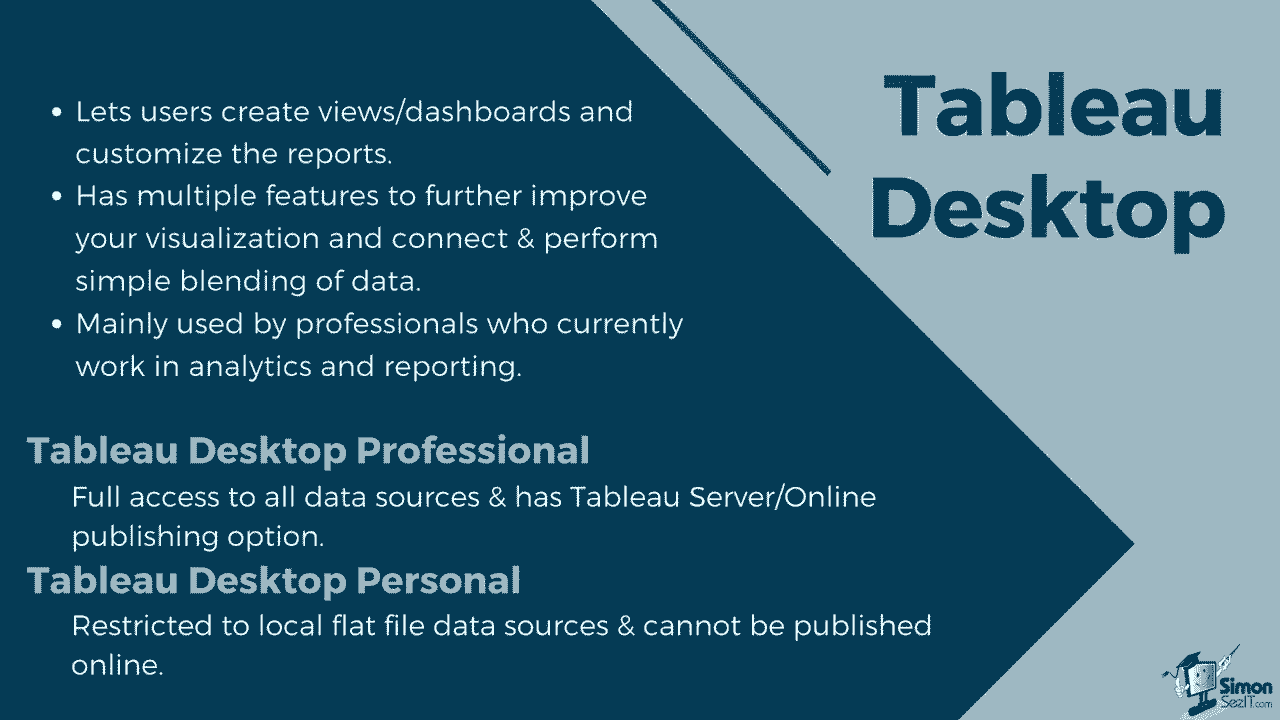 Tableau
Desktop
• Lets users create views/dashboards and
customize the reports.
• Has multiple features to further improve
your visualization and connect & perform
simple blending of data.
• Mainly used by professionals who currently
work in analytics and reporting.
Tableau Desktop Professional
Full access to all data sources & has Tableau Server/Online
publishing option.
Tableau Desktop Personal
Restricted to local flat file data sources & cannot be published
online.
Simon
SezIT.com